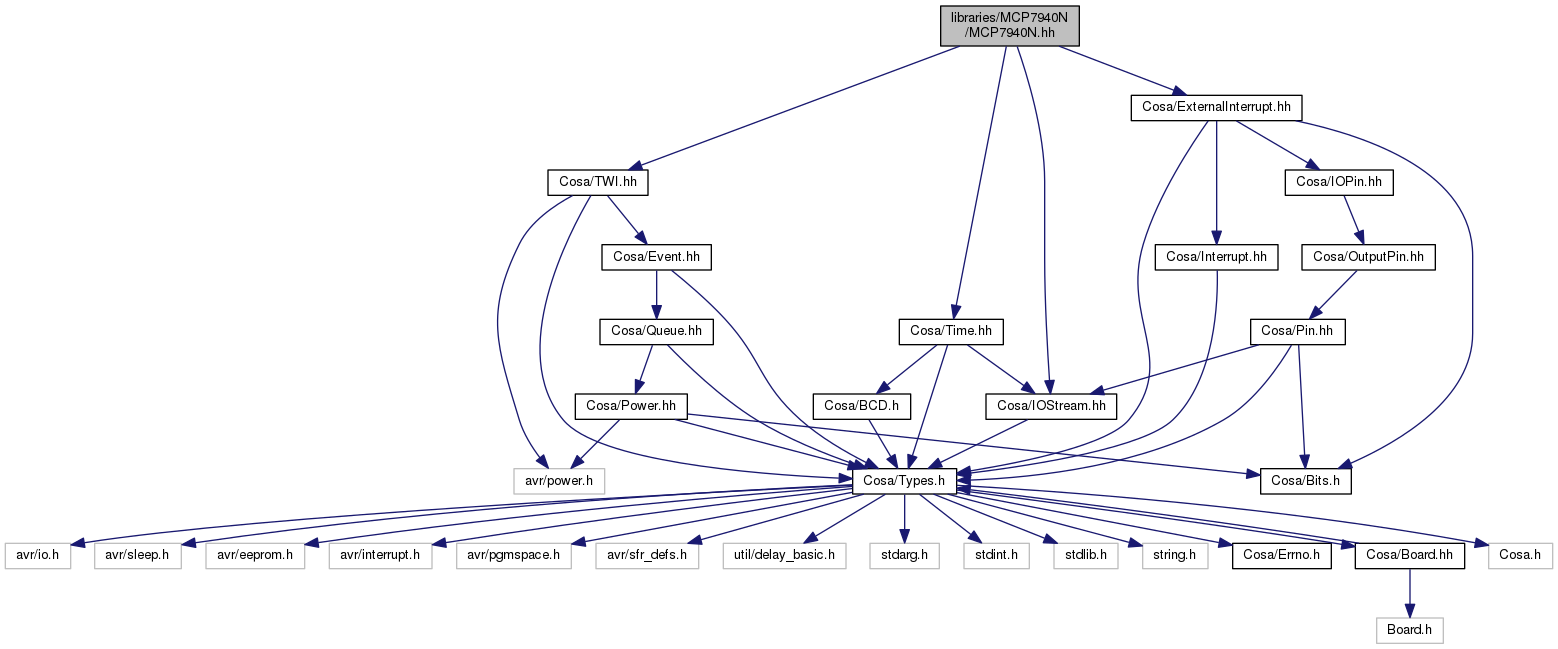 libraries/MCP7940N
/MCP7940N.hh
Cosa/ExternalInterrupt.hh
Cosa/TWI.hh
Cosa/IOPin.hh
Cosa/Event.hh
Cosa/Interrupt.hh
Cosa/OutputPin.hh
Cosa/Queue.hh
Cosa/Time.hh
Cosa/Pin.hh
Cosa/Power.hh
Cosa/BCD.h
Cosa/IOStream.hh
avr/power.h
Cosa/Types.h
Cosa/Bits.h
avr/io.h
avr/sleep.h
avr/eeprom.h
avr/interrupt.h
avr/pgmspace.h
avr/sfr_defs.h
util/delay_basic.h
stdarg.h
stdint.h
stdlib.h
string.h
Cosa/Errno.h
Cosa/Board.hh
Cosa.h
Board.h